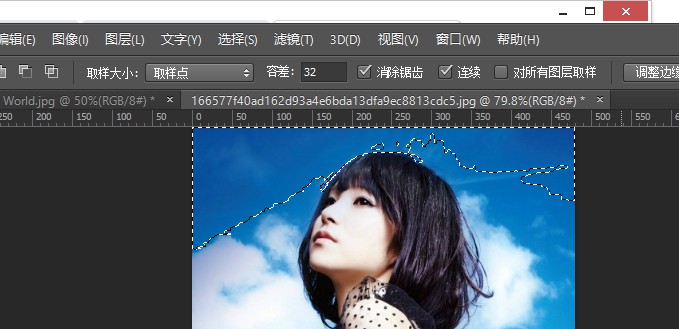 编辑(E) 图像(I) 图层(L) 文字(Y) 选择(S) 滤镜(T) 3D(D) 视图(V) 窗口(W) 帮助(H)
取样大小: 取样点 容差: 32 消除锯齿 连续 对所有图层取样 调整边缘
World.jpg @ 50%(RGB/8#) * × 166577f40ad162d93a4e6bda13dfa9ec8813cdc5.jpg @ 79.8%(RGB/8#) * ×
250 200 150 100 50 0 50 100 150 200 250 300 350 400 450 500 550